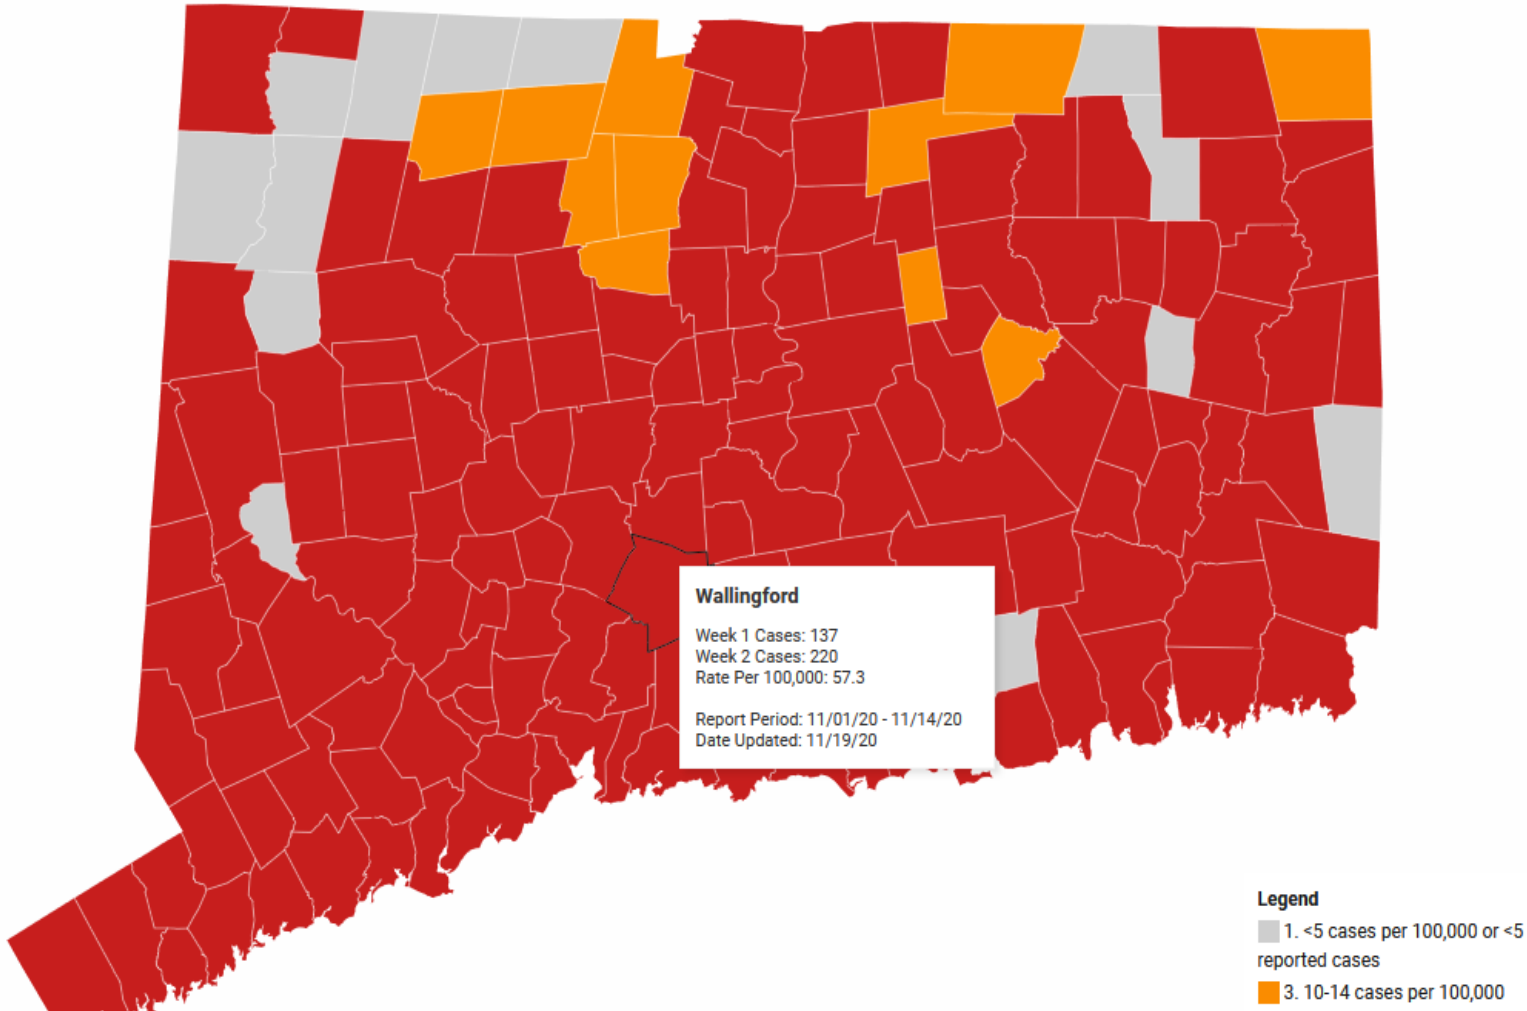 Wallingford
Week 1 Cases: 137
Week 2 Cases: 220
Rate Per 100,000: 57.3
Report Period: 11/01/20 - 11/14/20
Date Updated: 11/19/20
Legend
1. <5 cases per 100,000 or <5
reported cases
3. 10-14 cases per 100,000